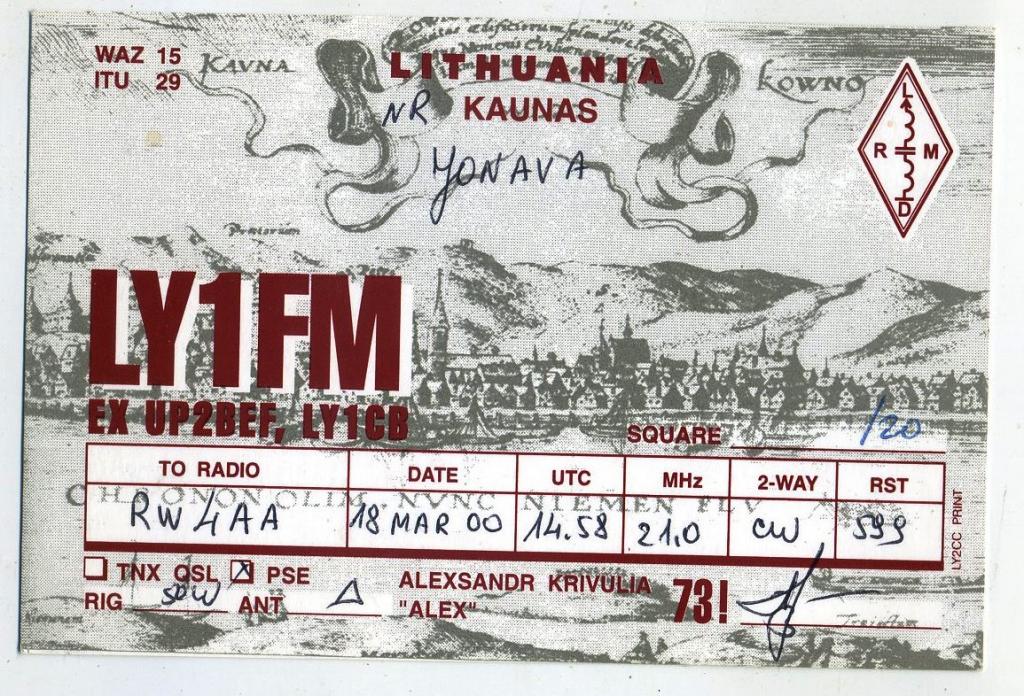 WAZ 15
ITU 29
KAVNA
LITHUANIA
KOWNO
NR KAUNAS
YONAVA
L
R M
D
LY1FM
EX UP2BEF, LY1CB
SQUARE /20
TO RADIO DATE UTC MHz 2-WAY RST
RW4AA 18 MAR 00 14.58 21,0 CW 599
OLIM. NVNC NIEMEN FLV
LY2CC PRINT
TNX QSL PSE
RIG 50W ANT Δ
ALEXSANDR KRIVULIA
"ALEX"
73!